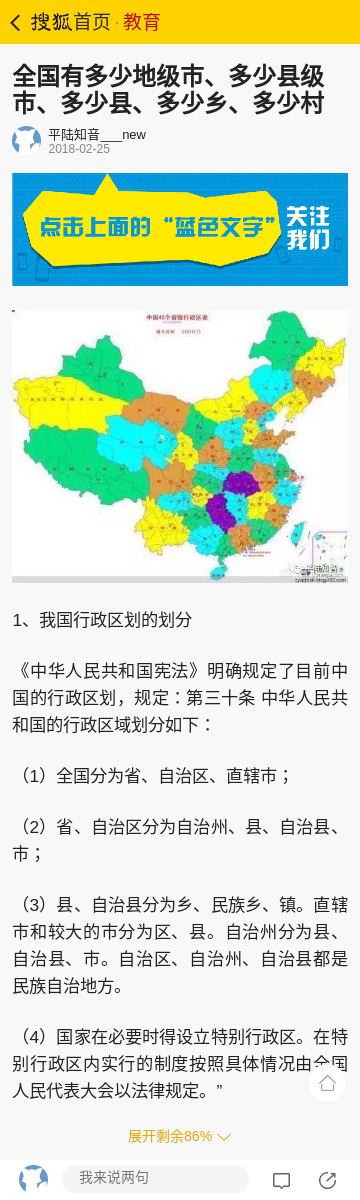 搜狐首页 · 教育
全国有多少地级市、多少县级
市、多少县、多少乡、多少村
平陆知音___new
2018-02-25
点击上面的“蓝色文字”
关注
我们
1、我国行政区划的划分
《中华人民共和国宪法》明确规定了目前中
国的行政区划，规定：第三十条 中华人民共
和国的行政区域划分如下：
（1）全国分为省、自治区、直辖市；
（2）省、自治区分为自治州、县、自治县、
市；
（3）县、自治县分为乡、民族乡、镇。直辖
市和较大的市分为区、县。自治州分为县、
自治县、市。自治区、自治州、自治县都是
民族自治地方。
（4）国家在必要时得设立特别行政区。在特
别行政区内实行的制度按照具体情况由全国
人民代表大会以法律规定。”
展开剩余86%
我来说两句